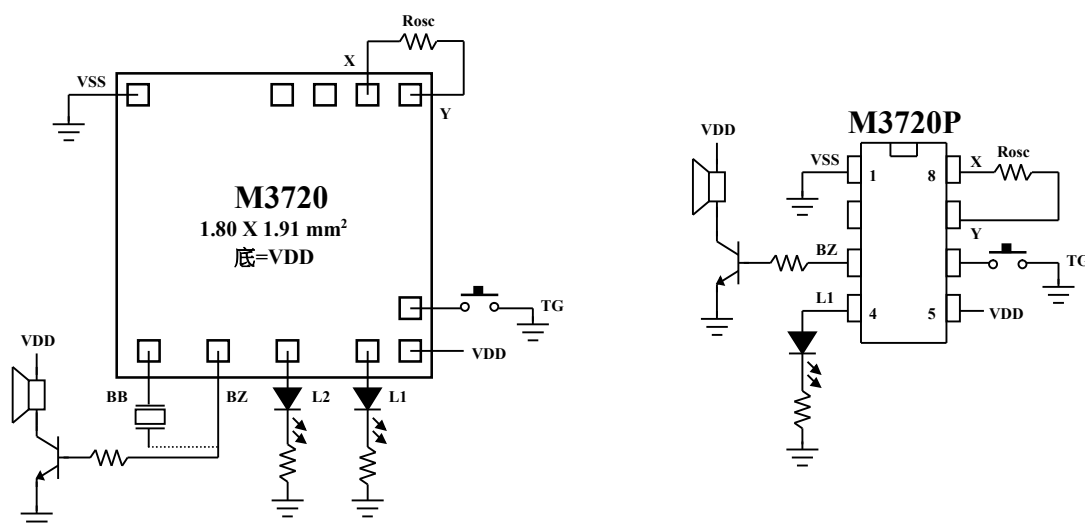 Rosc
X
VSS
Y
M3720
1.80 X 1.91 mm²
底=VDD
TG
VDD
VDD
BB
BZ
L2
L1
M3720P
VDD
VSS
1
8
X
Rosc
Y
BZ
TG
L1
4
5
VDD